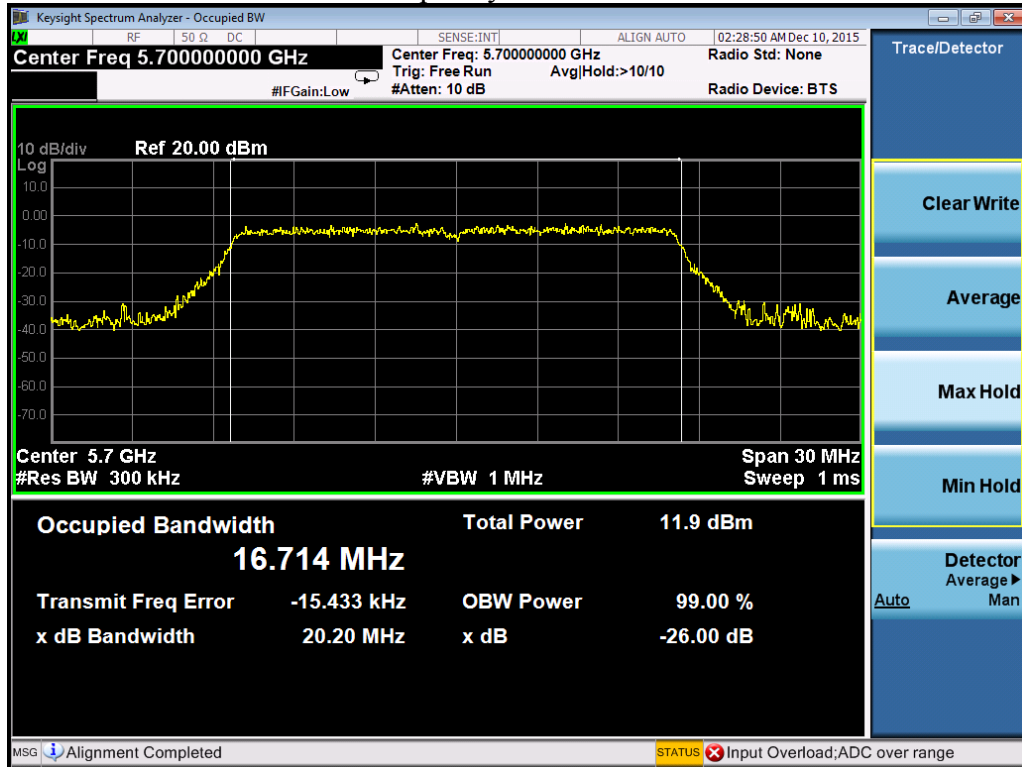 Keysight Spectrum Analyzer - Occupied BW
LXI RF 50 Ω DC SENSE:INT ALIGN AUTO 02:28:50 AM Dec 10, 2015
Center Freq 5.700000000 GHz Center Freq: 5.700000000 GHz Radio Std: None
Trig: Free Run Avg|Hold:>10/10
#IFGain:Low #Atten: 10 dB Radio Device: BTS
Trace/Detector
10 dB/div Ref 20.00 dBm
Log
10.0
0.00
-10.0
-20.0
-30.0
-40.0
-50.0
-60.0
-70.0
Center 5.7 GHz Span 30 MHz
#Res BW 300 kHz #VBW 1 MHz Sweep 1 ms
Occupied Bandwidth Total Power 11.9 dBm
16.714 MHz
Transmit Freq Error -15.433 kHz OBW Power 99.00 %
x dB Bandwidth 20.20 MHz x dB -26.00 dB
Clear Write
Average
Max Hold
Min Hold
Detector
Average
Auto Man
MSG Alignment Completed STATUS Input Overload;ADC over range